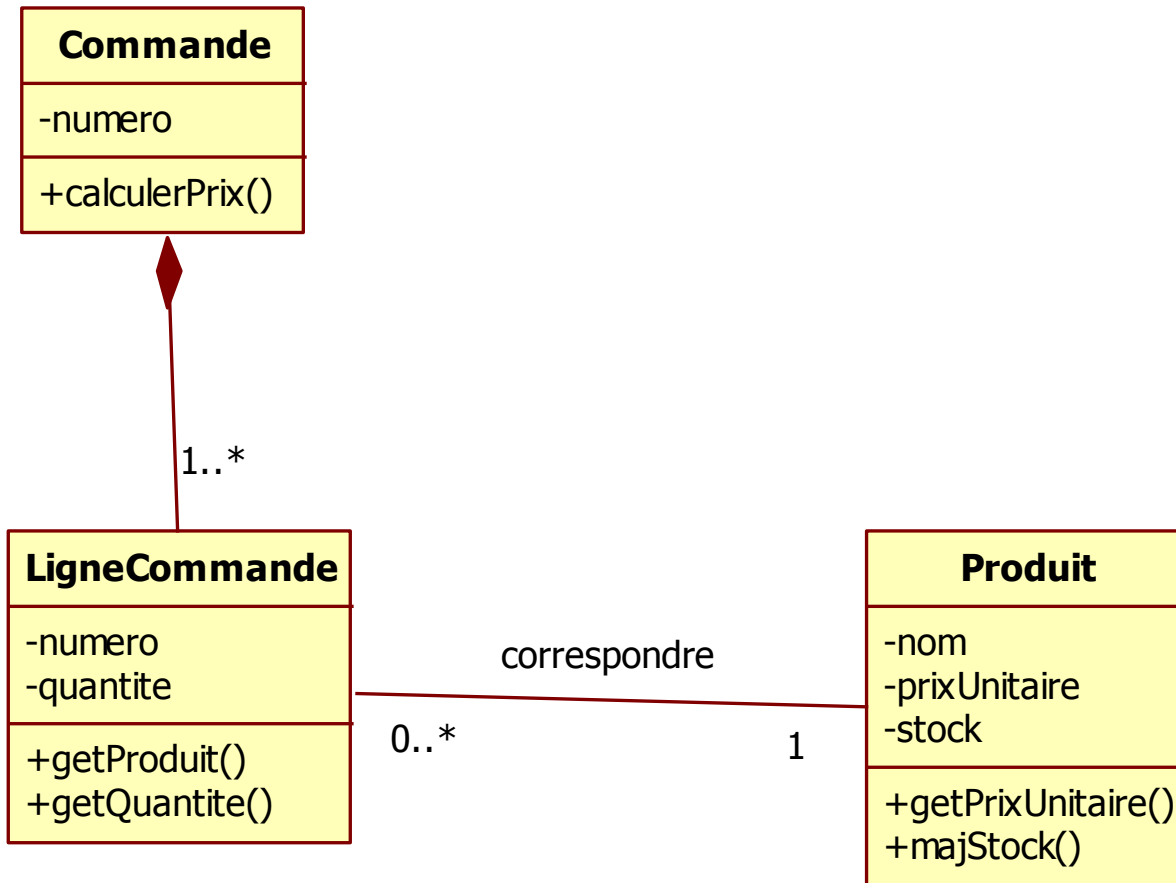 Commande
-numero
+calculerPrix()
1..*
LigneCommande
-numero
-quantite
+getProduit()
+getQuantite()
correspondre
0..*
1
Produit
-nom
-prixUnitaire
-stock
+getPrixUnitaire()
+majStock()